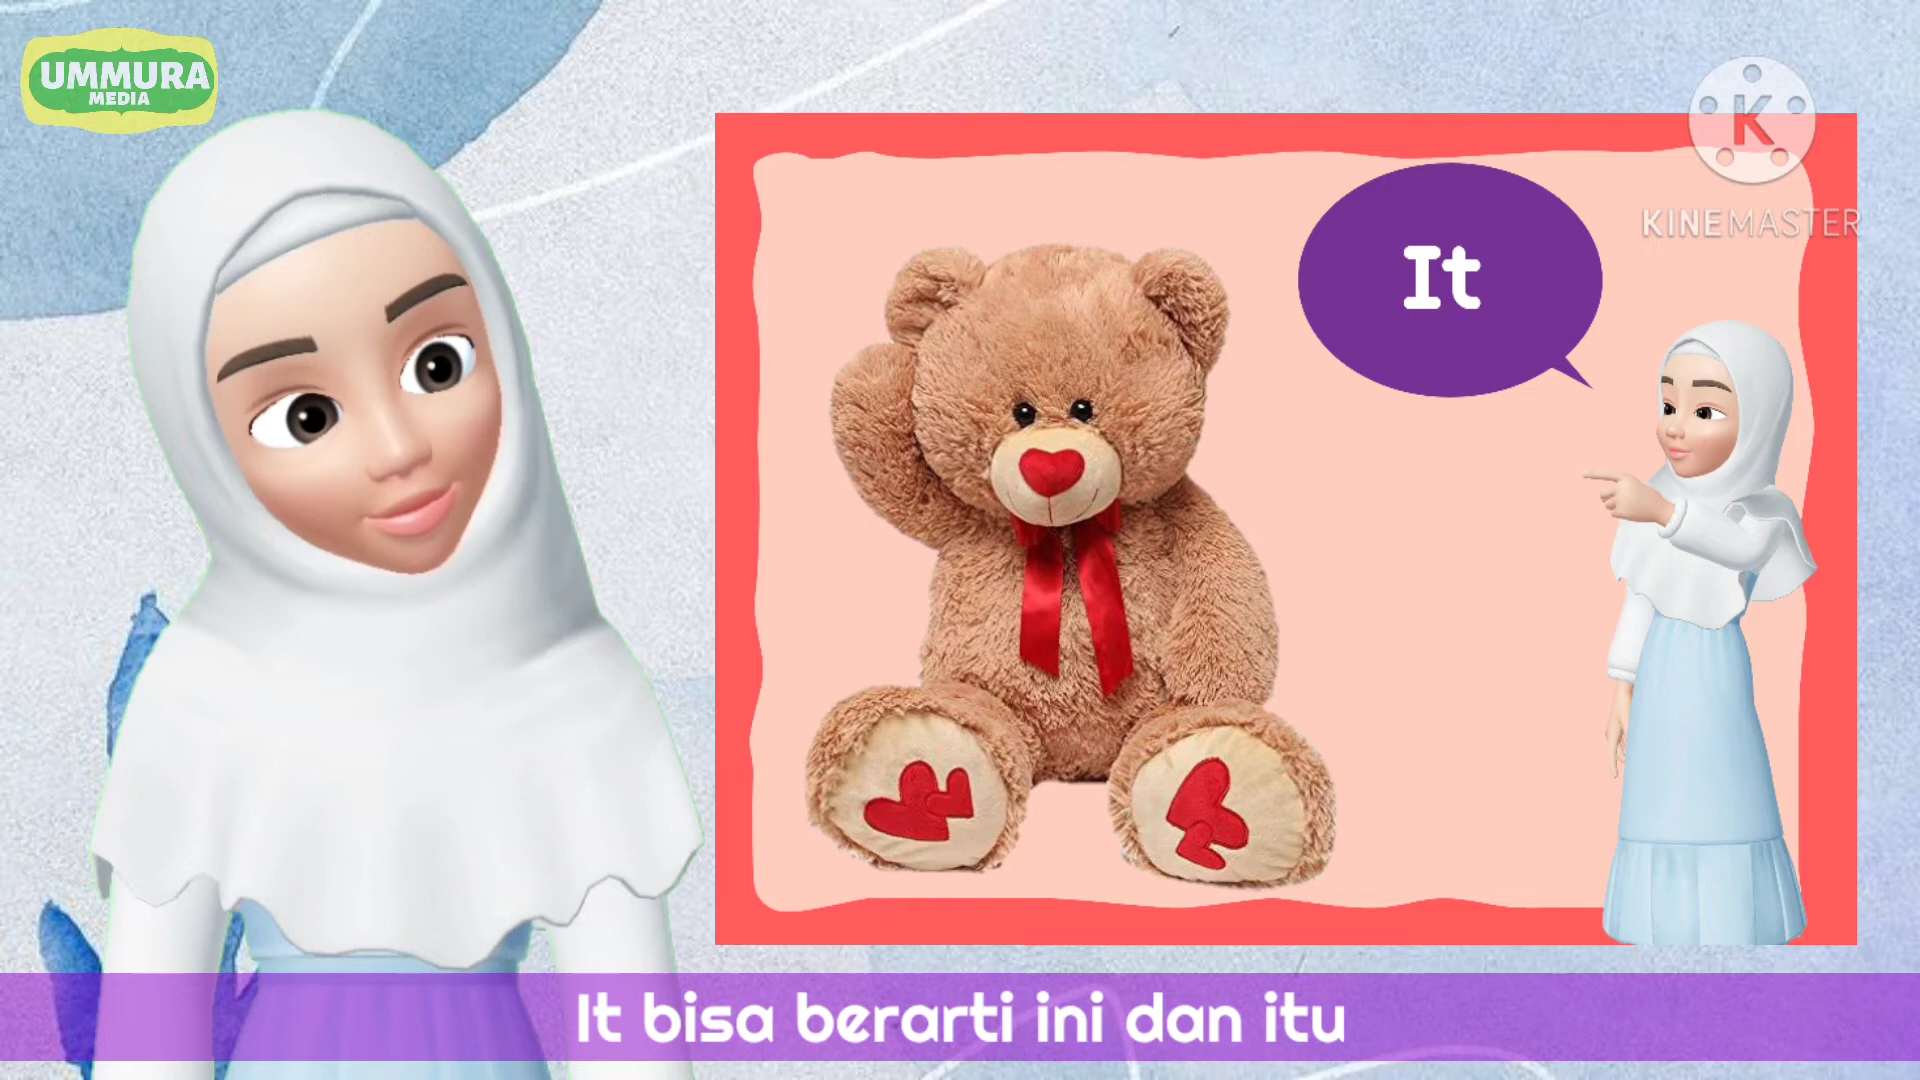 UMMURA
MEDIA
K
KINEMASTER
It
It bisa berarti ini dan itu